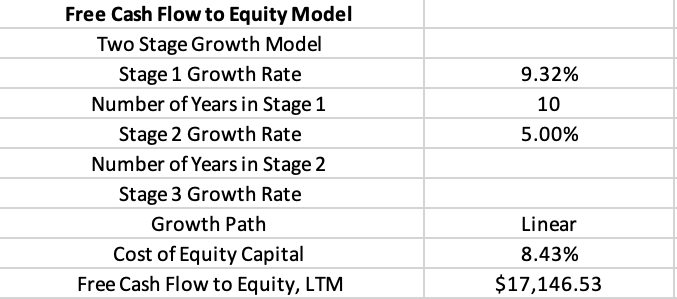 Free Cash Flow to Equity Model
Two Stage Growth Model
Stage 1 Growth Rate 9.32%
Number of Years in Stage 1 10
Stage 2 Growth Rate 5.00%
Number of Years in Stage 2
Stage 3 Growth Rate
Growth Path Linear
Cost of Equity Capital 8.43%
Free Cash Flow to Equity, LTM $17,146.53